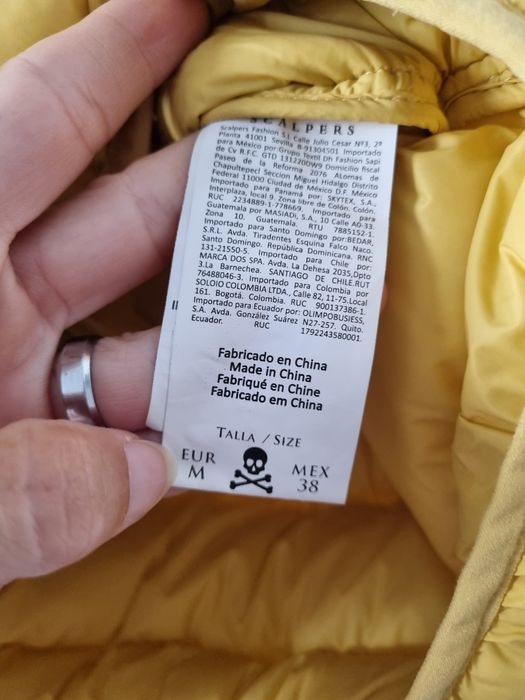 SCALPERS
Scalpers Fashion S.L Calle Julio Cesar Nº3, 2ª
Planta 41001 Sevilla B-91304501 Importado
para México por:Grupo Textil Dh Fashion Sapi
de Cv R.F.C. GTD 1312200W9 Domicilio fiscal
Paseo de la Reforma 2076 ALomas de
Chapultepecl Seccion Miguel Hidalgo Distrito
Federal 11000 Ciudad de México D.F. México
Importado para Panamá por: SKYTEX, S.A.,
Interplaza, local 9. Zona libre de Colón. Colón.
RUC 2234889-1-778669. Importado para
Guatemala por MASIADI, S.A., 10 Calle A0-33.
Zona 10. Guatemala. RTU 7885152-1.
Importado para Santo Domingo por:BEDAR,
S.R.L. Avda. Tiradentes Esquina Falco Naco.
Santo Domingo. República Dominicana. RNC
131-21550-5. Importado para Chile por:
MARCA DOS SPA. Avda. La Dehesa 2035,Dpto
3.La Barnechea. SANTIAGO DE CHILE.RUT
76488046-3. Importado para Colombia por
SOLOIO COLOMBIA LTDA., Calle 82, 11-75.Local
161. Bogotá. Colombia. RUC 900137386-1.
Importado para Ecuador por: OLIMPOBUSIESS,
S.A. Avda. González Suárez N27-257. Quito.
Ecuador. RUC 1792243580001.
Fabricado en China
Made in China
Fabriqué en Chine
Fabricado em China
TALLA / SIZE
EUR MEX
M 38